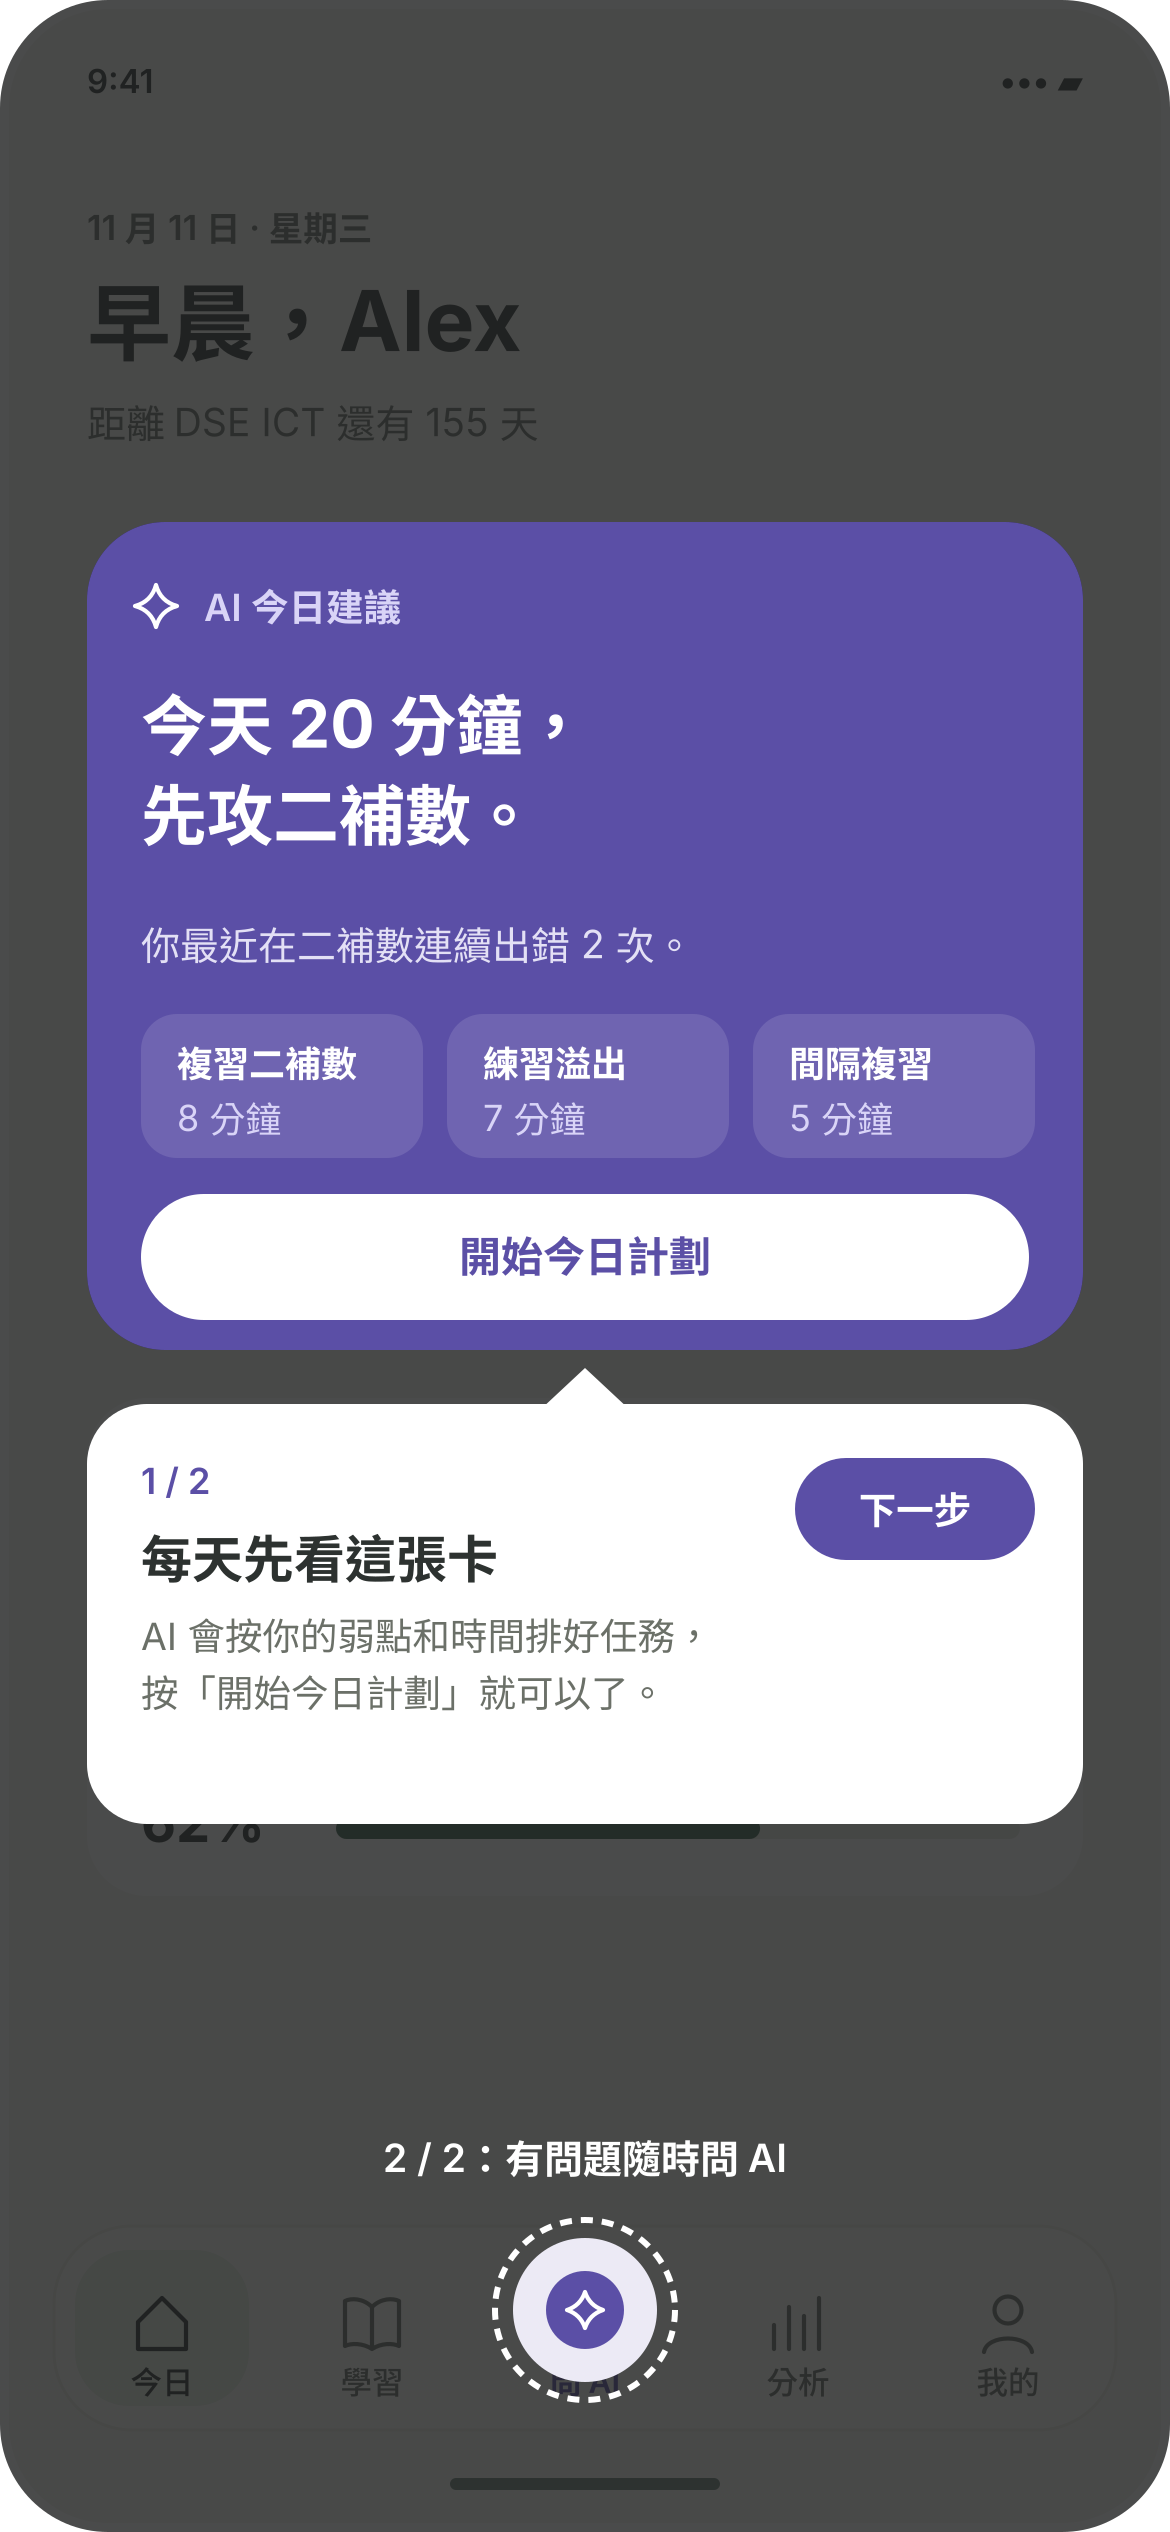 9:41
11 月 11 日 · 星期三
早晨，Alex
距離 DSE ICT 還有 155 天
AI 今日建議
今天 20 分鐘，
先攻二補數。
你最近在二補數連續出錯 2 次。
複習二補數
8 分鐘
練習溢出
7 分鐘
間隔複習
5 分鐘
開始今日計劃
1 / 2
下一步
每天先看這張卡
AI 會按你的弱點和時間排好任務，
按「開始今日計劃」就可以了。
62%
2 / 2：有問題隨時問 AI
今日
學習
問 AI
分析
我的